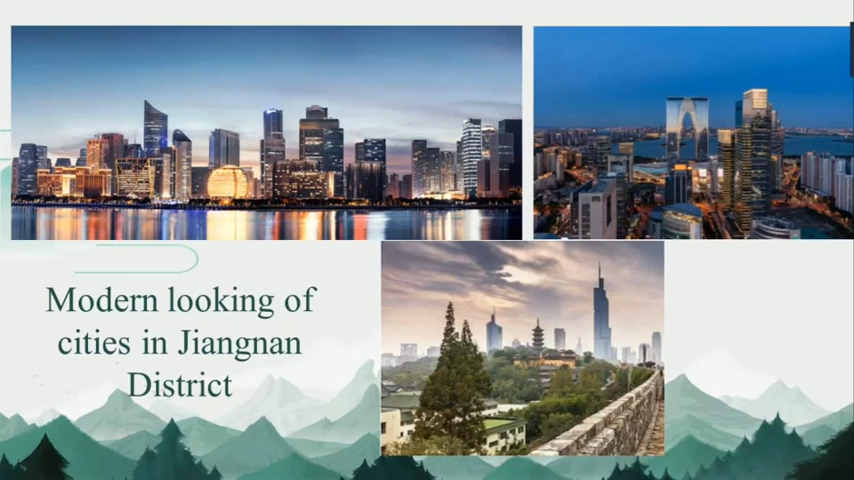 Modern looking of
cities in Jiangnan
District